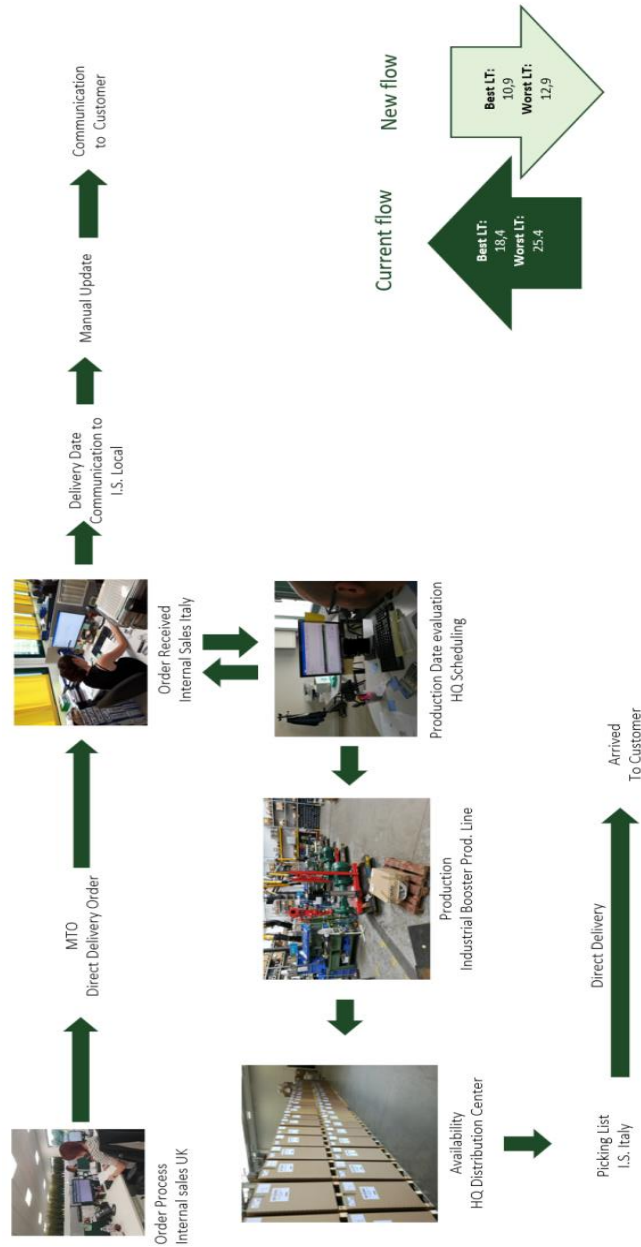 Order Process
Internal sales UK
MTO
Direct Delivery Order
Order Received
Internal Sales Italy
Delivery Date
Communication to
I.S. Local
Manual Update
Communication
to Customer
Production Date evaluation
HQ Scheduling
Production
Industrial Booster Prod. Line
Availability
HQ Distribution Center
Picking List
I.S. Italy
Direct Delivery
Arrived
To Customer
Current flow
Best LT:
18,4
Worst LT:
25.4
New flow
Best LT:
10,9
Worst LT:
12,9